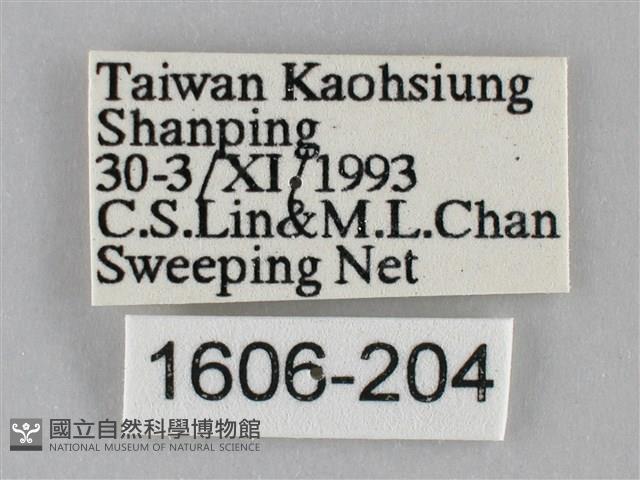 Taiwan Kaohsiung
Shanping
30-3/XI/1993
C.S.Lin&M.L.Chan
Sweeping Net
1606-204
國立自然科學博物館
NATIONAL MUSEUM OF NATURAL SCIENCE